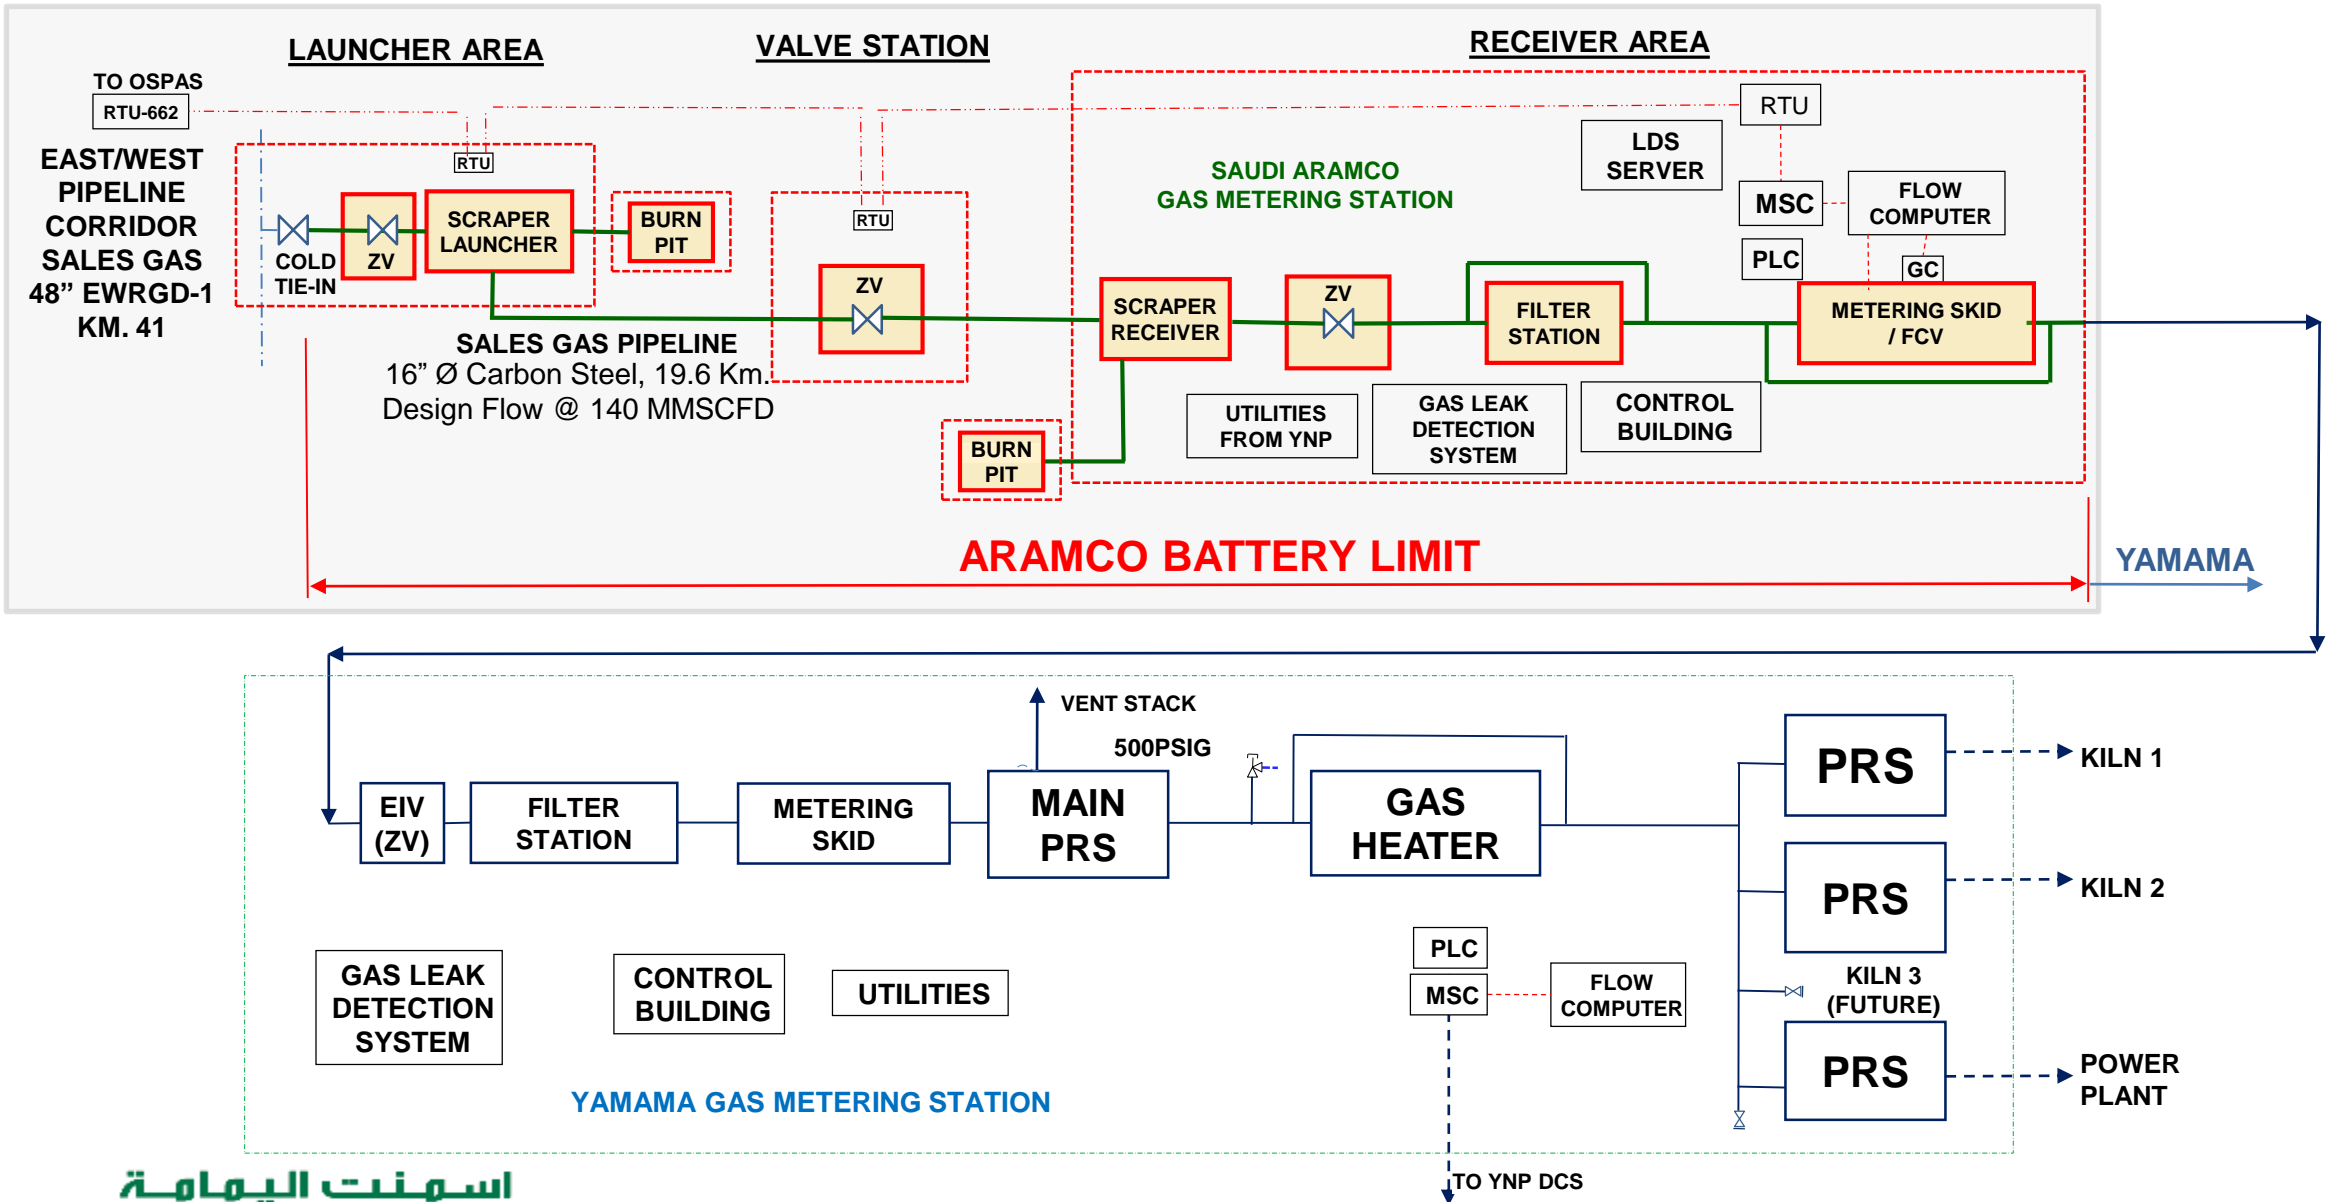 LAUNCHER AREA
VALVE STATION
RECEIVER AREA
TO OSPAS
RTU-662
EAST/WEST
PIPELINE
CORRIDOR
SALES GAS
48” EWRGD-1
KM. 41
RTU
COLD
TIE-IN
ZV
SCRAPER
LAUNCHER
BURN
PIT
RTU
ZV
SALES GAS PIPELINE
16” Ø Carbon Steel, 19.6 Km.
Design Flow @ 140 MMSCFD
SAUDI ARAMCO
GAS METERING STATION
LDS
SERVER
RTU
MSC
FLOW
COMPUTER
PLC
GC
SCRAPER
RECEIVER
ZV
FILTER
STATION
METERING SKID
/ FCV
BURN
PIT
UTILITIES
FROM YNP
GAS LEAK
DETECTION
SYSTEM
CONTROL
BUILDING
ARAMCO BATTERY LIMIT
YAMAMA
VENT STACK
500PSIG
EIV
(ZV)
FILTER
STATION
METERING
SKID
MAIN
PRS
GAS
HEATER
PRS
KILN 1
PRS
KILN 2
KILN 3
(FUTURE)
PRS
POWER
PLANT
GAS LEAK
DETECTION
SYSTEM
CONTROL
BUILDING
UTILITIES
PLC
MSC
FLOW
COMPUTER
YAMAMA GAS METERING STATION
TO YNP DCS
اسمنت اليمامة